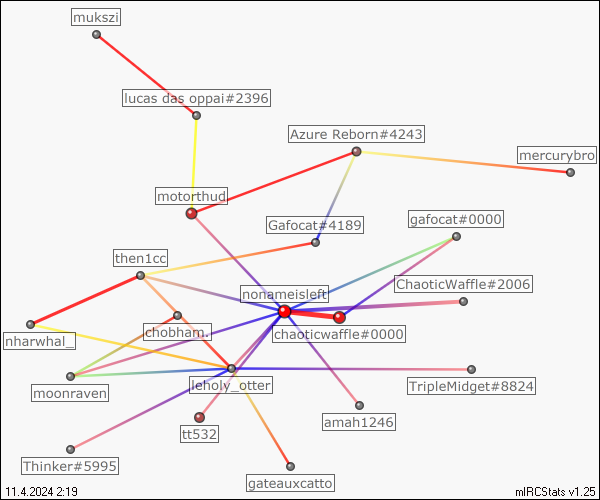 mukszi
lucas das oppai#2396
Azure Reborn#4243
mercurybro
motorthud
Gafocat#4189
gafocat#0000
then1cc
ChaoticWaffle#2006
nonameisleft
chaoticwaffle#0000
nharwhal_
chobham.
moonraven
leholy_otter
TripleMidget#8824
amah1246
tt532
Thinker#5995
gateauxcatto
11.4.2024 2:19
mIRCStats v1.25